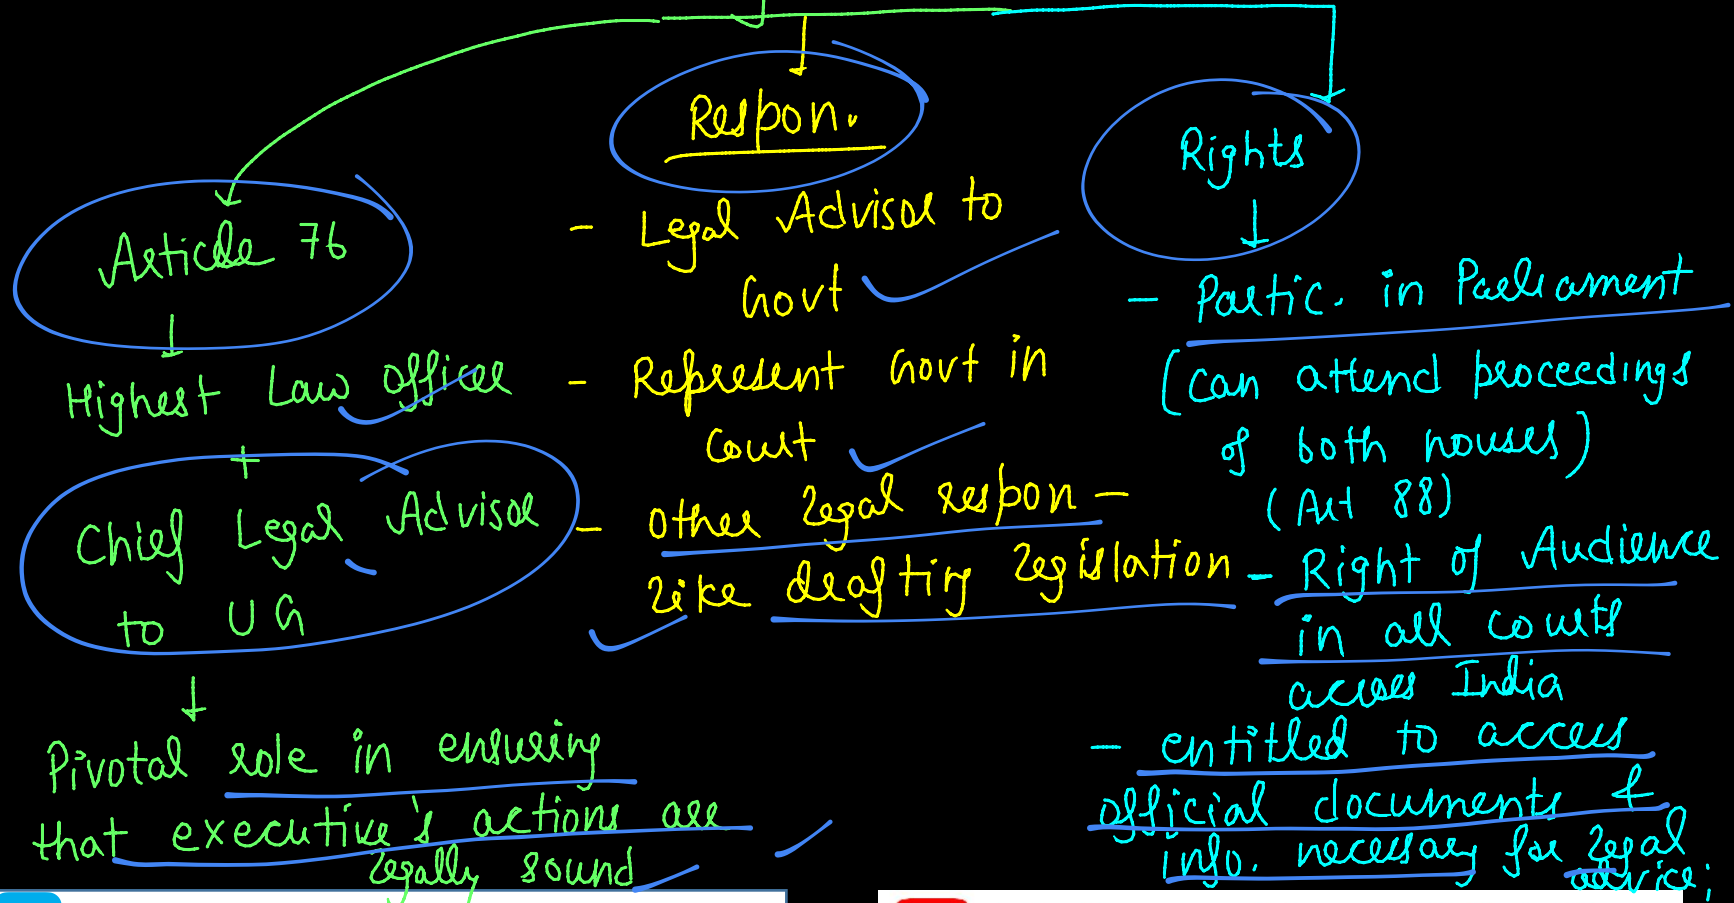 Article 76
Highest Law officer
+
Chief Legal Advisor
to UG
Pivotal role in ensuring
that executive's actions are
legally sound
Respon.
- Legal Advisor to
Govt
- Represent Govt in
Court
- other legal respon -
like drafting legislation
Rights
- Partic. in Parliament
(can attend proceedings
of both houses)
(Art 88)
- Right of Audience
in all courts
across India
- entitled to access
official documents &
info. necessary for legal
advice;